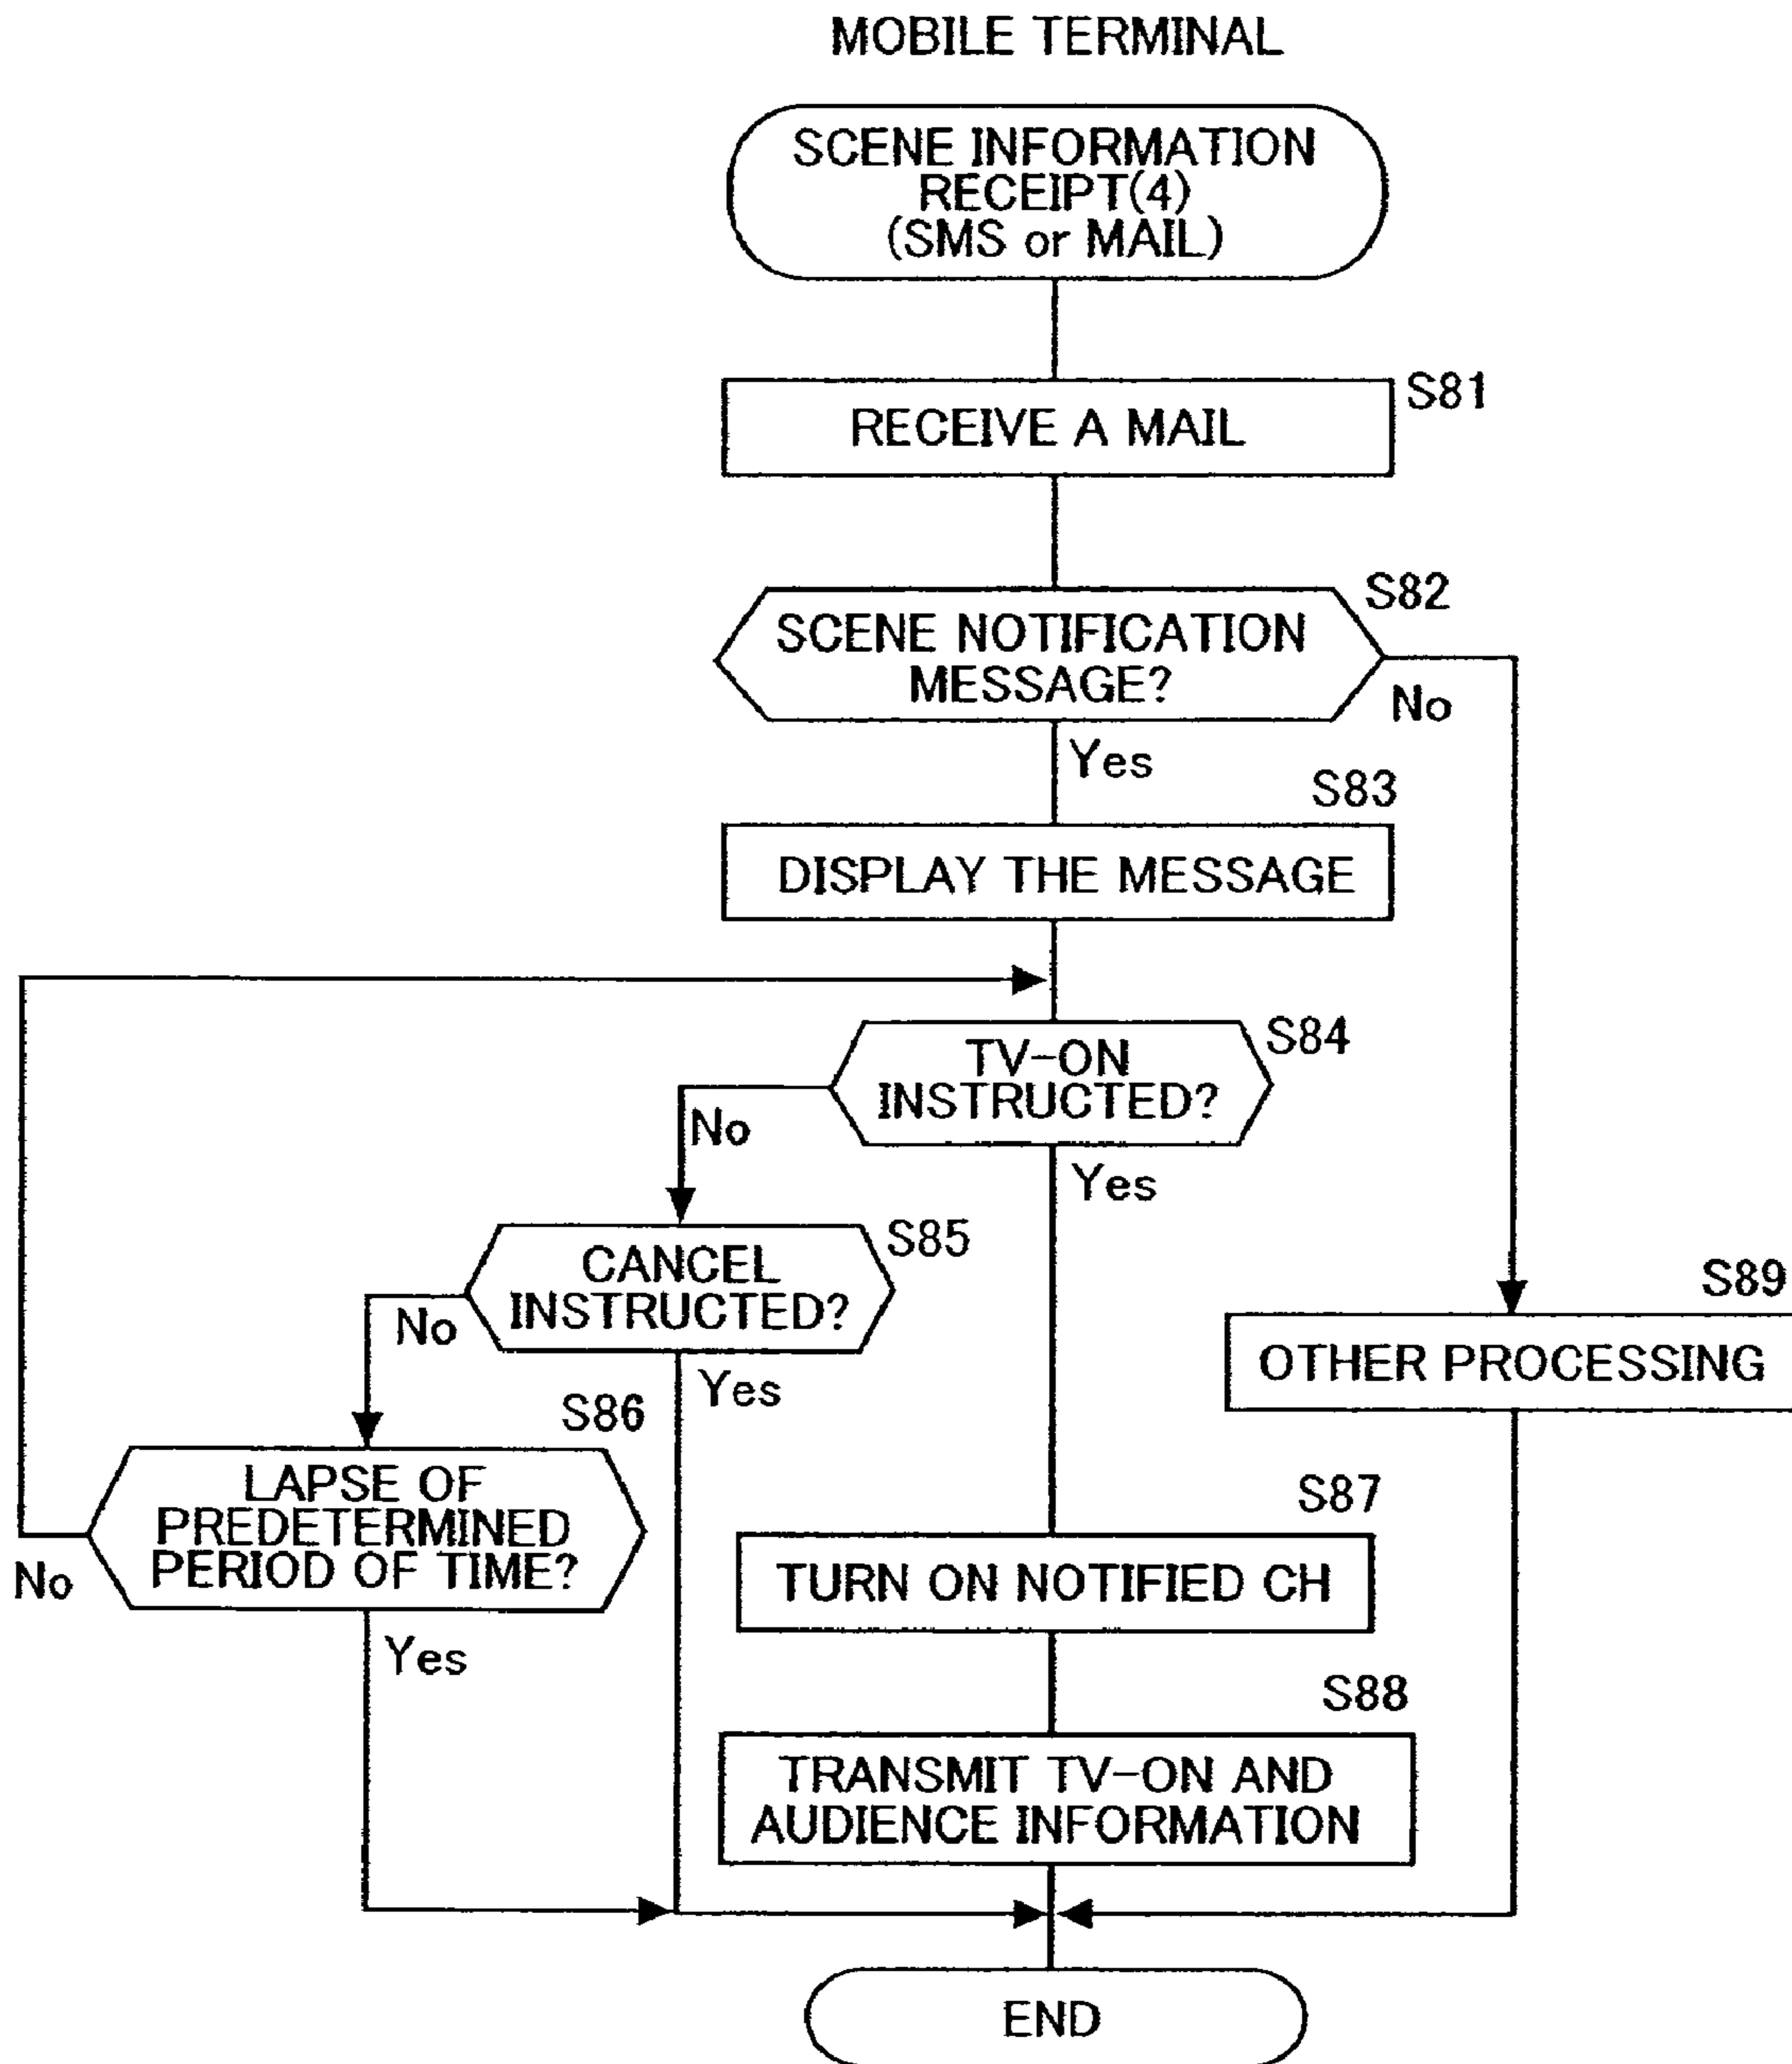 MOBILE TERMINAL
SCENE INFORMATION
RECEIPT(4)
(SMS or MAIL)
S81
RECEIVE A MAIL
S82
SCENE NOTIFICATION
MESSAGE?
No
Yes
S83
DISPLAY THE MESSAGE
S84
TV-ON
INSTRUCTED?
No
Yes
S85
CANCEL
INSTRUCTED?
No
Yes
S89
OTHER PROCESSING
S86
LAPSE OF
PREDETERMINED
PERIOD OF TIME?
No
Yes
S87
TURN ON NOTIFIED CH
S88
TRANSMIT TV-ON AND
AUDIENCE INFORMATION
END